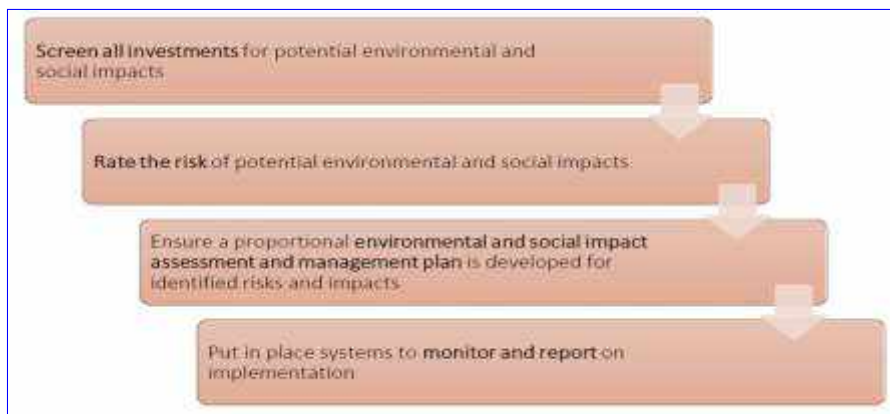 Screen all investments for potential environmental and
social impacts
Rate the risk of potential environmental and social impacts
Ensure a proportional environmental and social impact
assessment and management plan is developed for
identified risks and impacts
Put in place systems to monitor and report on
implementation